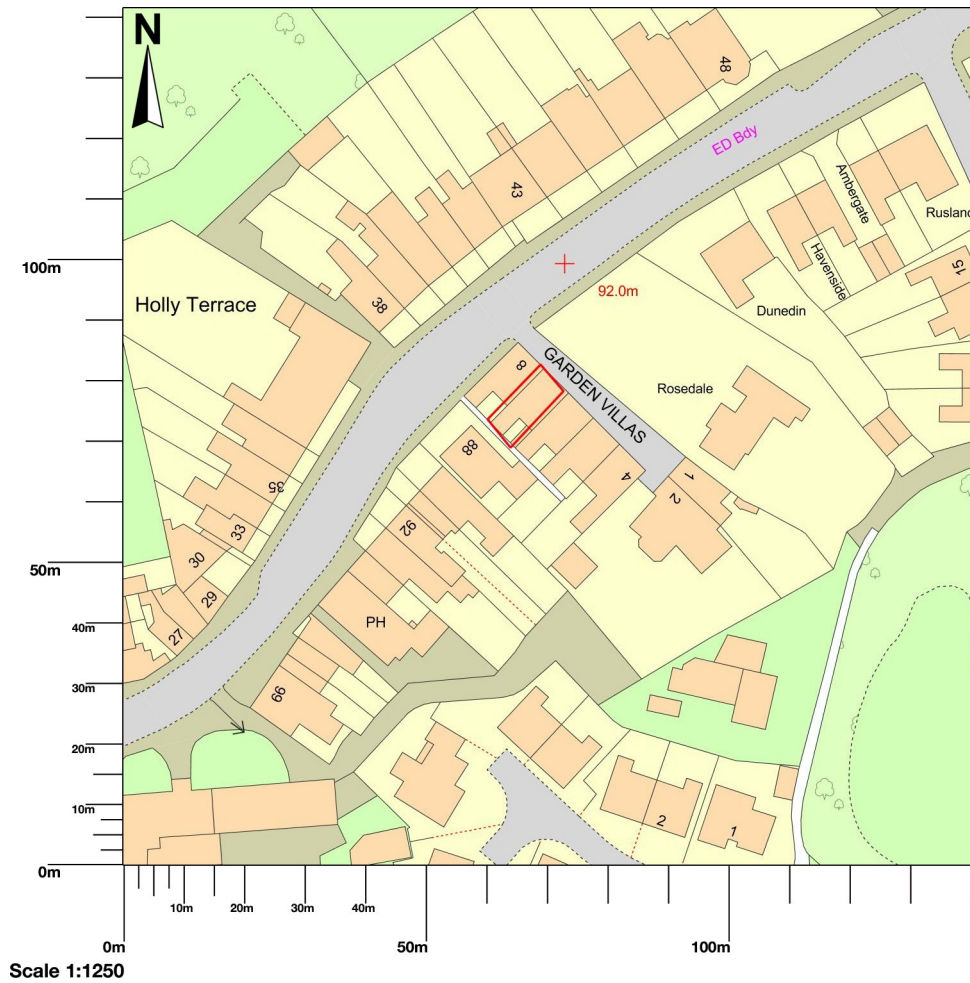 N
48
ED Bdy
43
Ambergate
Rusland
Havenside
15
100m
92.0m
Holly Terrace
38
Dunedin
8
GARDEN VILLAS
Rosedale
88
4
1
2
35
92
33
30
50m
29
PH
40m
27
30m
99
20m
10m
2
1
0m
10m
20m
30m
40m
0m
50m
100m
Scale 1:1250